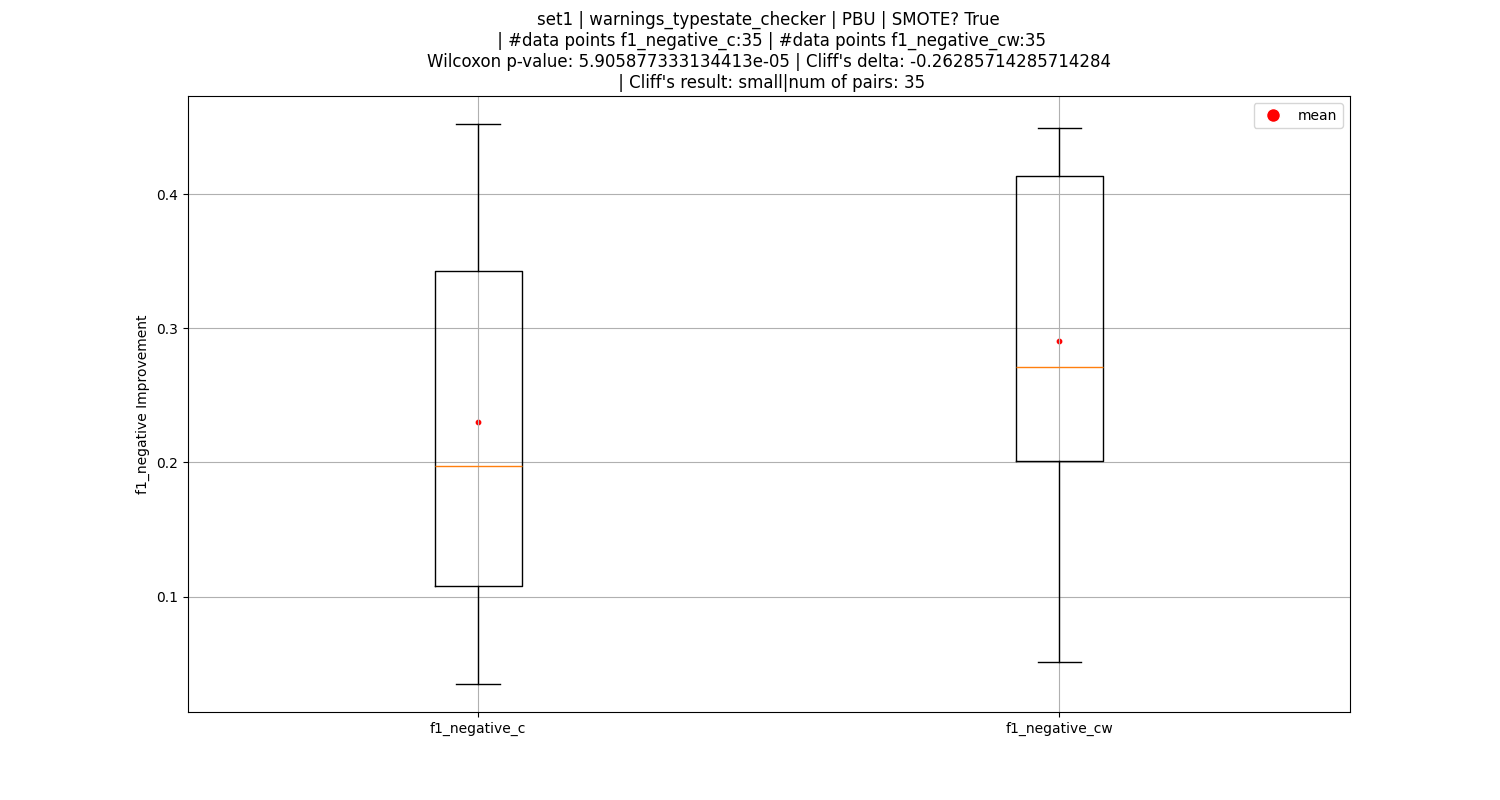 set1 | warnings_typestate_checker | PBU | SMOTE? True
| #data points f1_negative_c:35 | #data points f1_negative_cw:35
Wilcoxon p-value: 5.905877333134413e-05 | Cliff's delta: -0.26285714285714284
| Cliff's result: small|num of pairs: 35
mean
0.4
0.3
0.2
0.1
f1_negative Improvement
f1_negative_c
f1_negative_cw